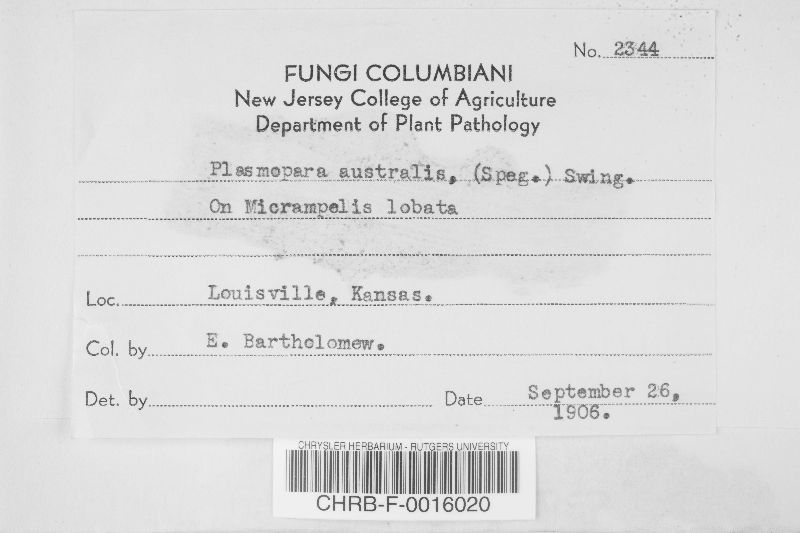 No. 2344
FUNGI COLUMBIANI
New Jersey College of Agriculture
Department of Plant Pathology
Plasmopara australis, (Speg.) Swing.
On Micrampelis lobata
Loc. Louisville, Kansas.
Col. by E. Bartholomew.
Det. by Date September 26,
1906.
CHRYSLER HERBARIUM - RUTGERS UNIVERSITY
CHRB-F-0016020